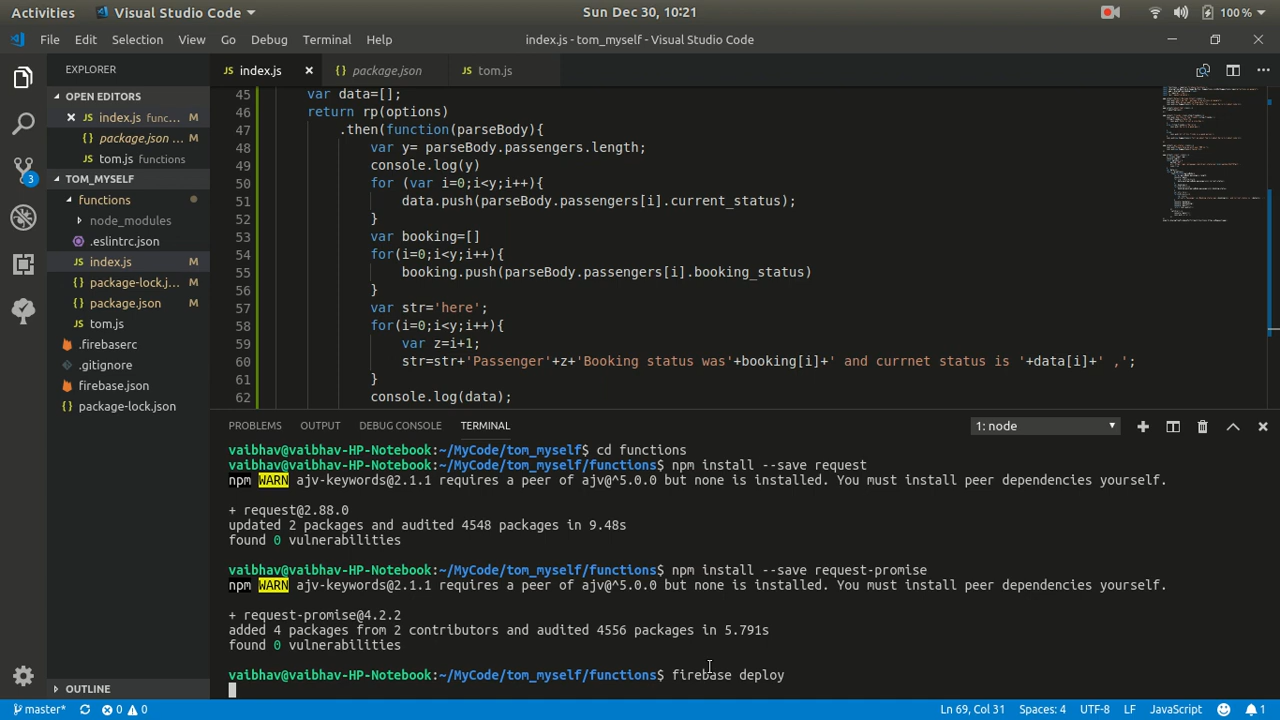 Activities
Visual Studio Code
Sun Dec 30, 10:21
100 %
File Edit Selection View Go Debug Terminal Help
index.js - tom_myself - Visual Studio Code
EXPLORER
OPEN EDITORS
JS index.js func... M
{} package.json ... M
JS tom.js functions
TOM_MYSELF
functions
node_modules
.eslintrc.json
JS index.js M
{} package-lock.j... M
{} package.json M
JS tom.js
.firebaserc
.gitignore
firebase.json
package-lock.json
OUTLINE
3
JS index.js
{} package.json
JS tom.js
45 var data=[];
46 return rp(options)
47 .then(function(parseBody){
48 var y= parseBody.passengers.length;
49 console.log(y)
50 for (var i=0;i<y;i++){
51 data.push(parseBody.passengers[i].current_status);
52 }
53 var booking=[]
54 for(i=0;i<y;i++){
55 booking.push(parseBody.passengers[i].booking_status)
56 }
57 var str='here';
58 for(i=0;i<y;i++){
59 var z=i+1;
60 str=str+'Passenger'+z+'Booking status was'+booking[i]+' and currnet status is '+data[i]+' ,';
61 }
62 console.log(data);
PROBLEMS OUTPUT DEBUG CONSOLE TERMINAL
1: node
vaibhav@vaibhav-HP-Notebook:~/MyCode/tom_myself$ cd functions
vaibhav@vaibhav-HP-Notebook:~/MyCode/tom_myself/functions$ npm install --save request
npm WARN ajv-keywords@2.1.1 requires a peer of ajv@^5.0.0 but none is installed. You must install peer dependencies yourself.
+ request@2.88.0
updated 2 packages and audited 4548 packages in 9.48s
found 0 vulnerabilities
vaibhav@vaibhav-HP-Notebook:~/MyCode/tom_myself/functions$ npm install --save request-promise
npm WARN ajv-keywords@2.1.1 requires a peer of ajv@^5.0.0 but none is installed. You must install peer dependencies yourself.
+ request-promise@4.2.2
added 4 packages from 2 contributors and audited 4556 packages in 5.791s
found 0 vulnerabilities
vaibhav@vaibhav-HP-Notebook:~/MyCode/tom_myself/functions$ firebase deploy
master* 0 0
Ln 69, Col 31 Spaces: 4 UTF-8 LF JavaScript 1